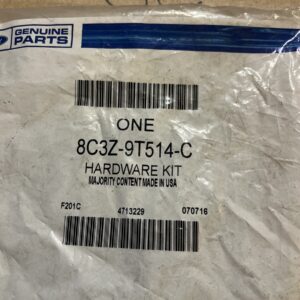 GENUINE
PARTS
ONE
8C3Z-9T514-C
HARDWARE KIT
MAJORITY CONTENT MADE IN USA
F201C 4713229 070716